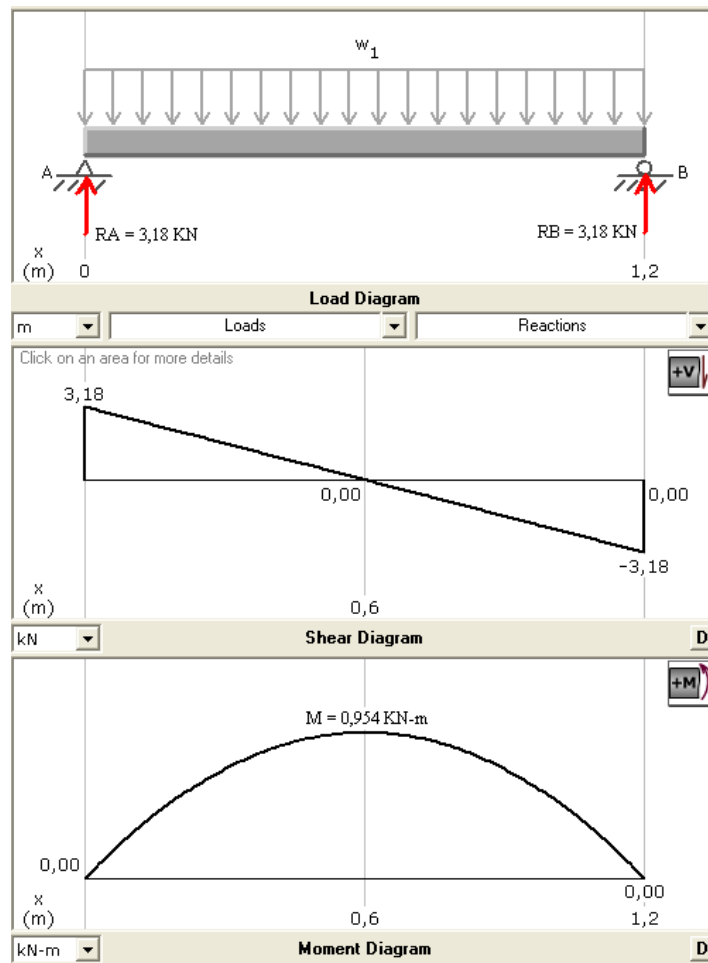 w1
A
B
RA = 3,18 KN
RB = 3,18 KN
x
(m)
0
1,2
Load Diagram
m
Loads
Reactions
Click on an area for more details
+V
3,18
0,00
0,00
-3,18
x
(m)
0,6
kN
Shear Diagram
D
+M
M = 0,954 KN-m
0,00
0,00
x
(m)
0,6
1,2
kN-m
Moment Diagram
D